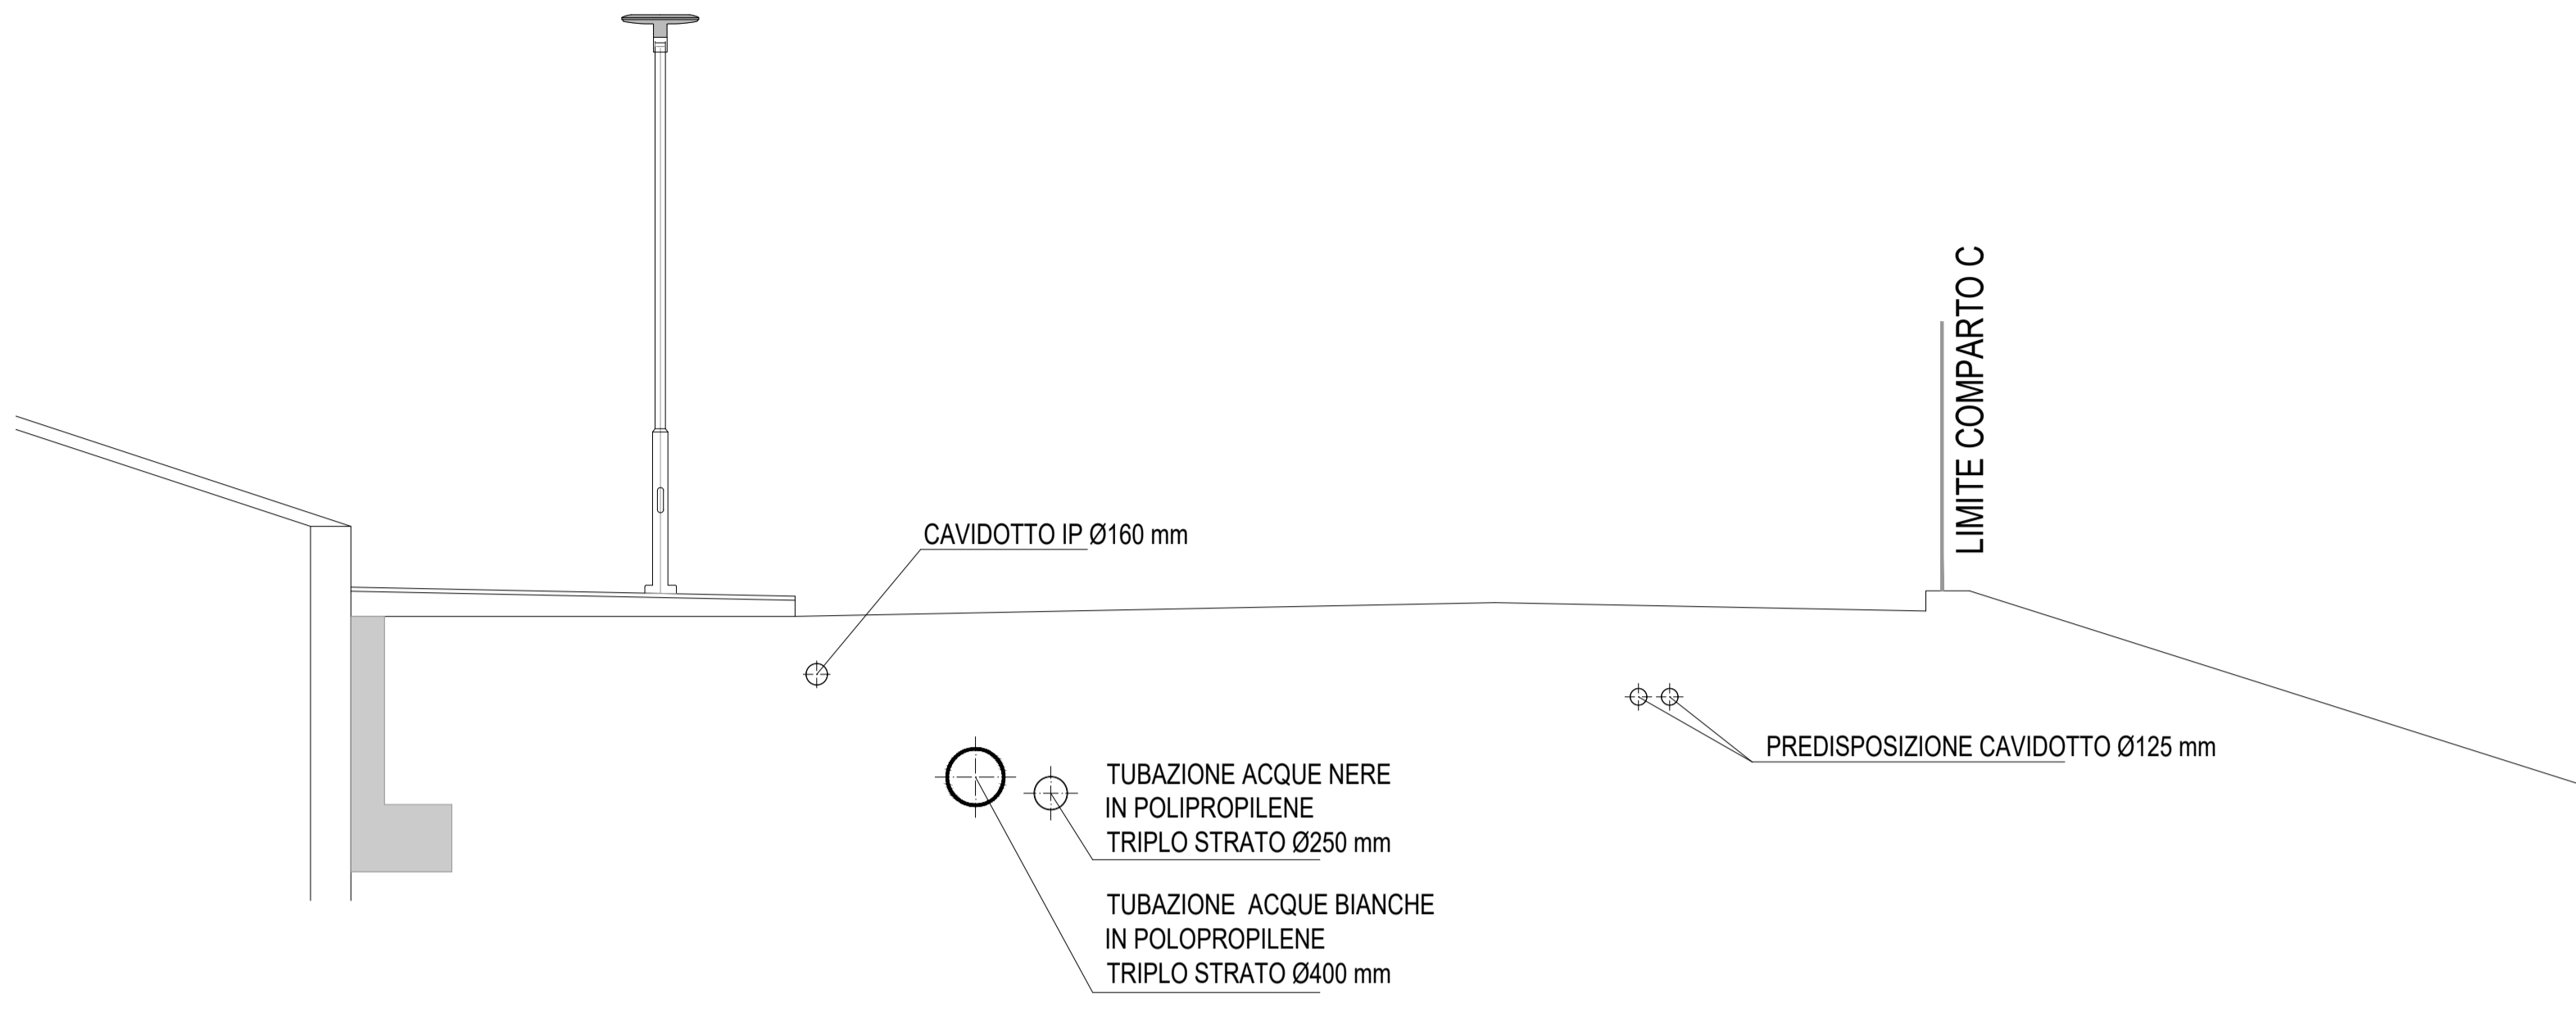 LIMITE COMPARTO C
CAVIDOTTO IP Ø160 mm
PREDISPOSIZIONE CAVIDOTTO Ø125 mm
TUBAZIONE ACQUE NERE
IN POLIPROPILENE
TRIPLO STRATO Ø250 mm
TUBAZIONE ACQUE BIANCHE
IN POLOPROPILENE
TRIPLO STRATO Ø400 mm